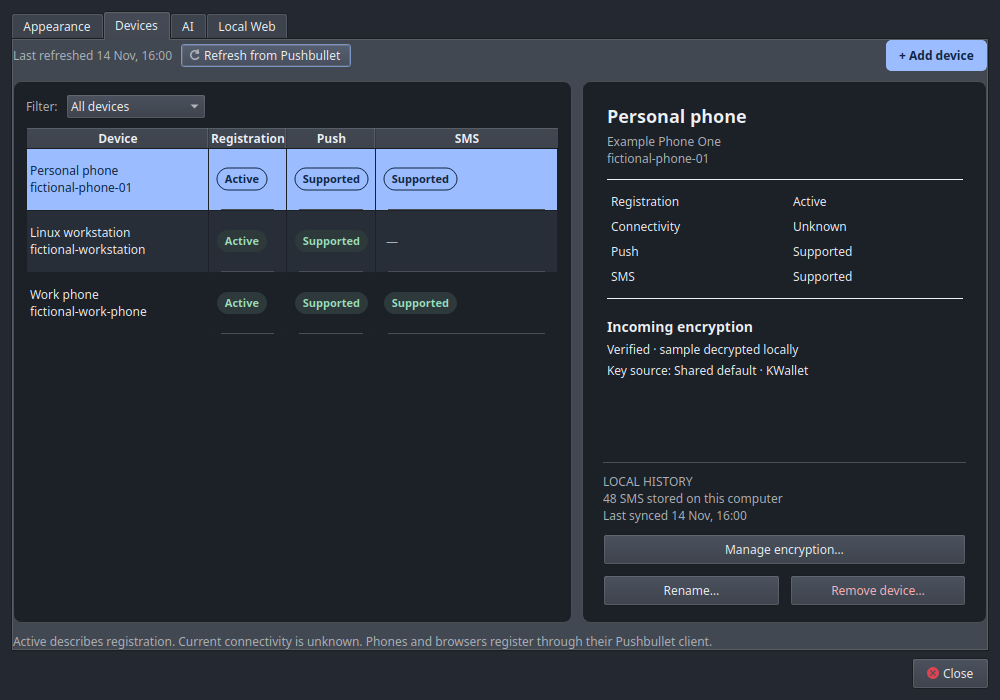 Appearance
Devices
AI
Local Web
Last refreshed 14 Nov, 16:00
Refresh from Pushbullet
+ Add device
Filter:
All devices
Device
Registration
Push
SMS
Personal phone
fictional-phone-01
Active
Supported
Supported
Linux workstation
fictional-workstation
Active
Supported
—
Work phone
fictional-work-phone
Active
Supported
Supported
Personal phone
Example Phone One
fictional-phone-01
Registration
Active
Connectivity
Unknown
Push
Supported
SMS
Supported
Incoming encryption
Verified · sample decrypted locally
Key source: Shared default · KWallet
LOCAL HISTORY
48 SMS stored on this computer
Last synced 14 Nov, 16:00
Manage encryption...
Rename...
Remove device...
Active describes registration. Current connectivity is unknown. Phones and browsers register through their Pushbullet client.
Close